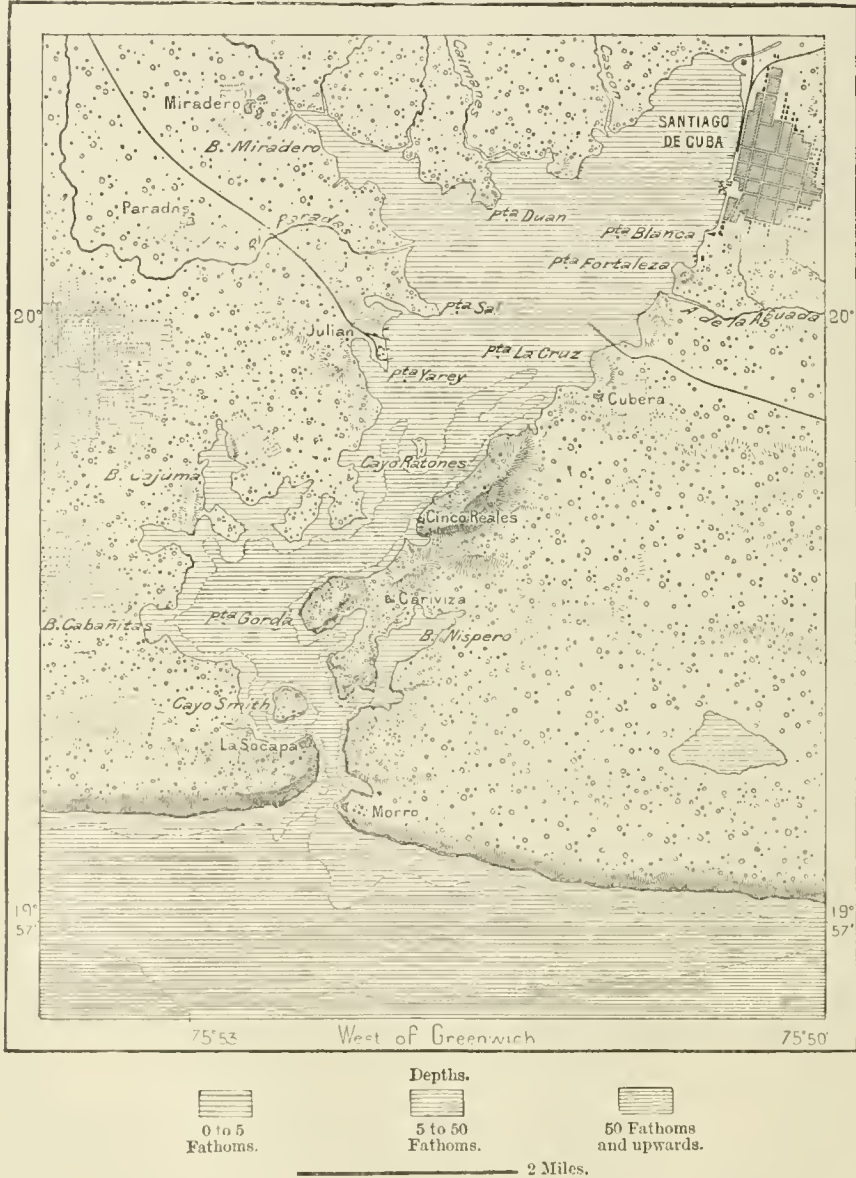 Miradero
Caimanes
Cascon
SANTIAGO
DE CUBA
B. Miradero
Paradas
Paradas
Pta Duan
Pta Blanca
Pta Fortaleza
20°
Pta Sal
A. de la Aguada
20°
Julian
Pta La Cruz
Pta Yarey
Cubera
Cayo Ratones
B. Cajuma
Cinco Reales
Cariviza
Pta Gorda
B. Cabañitas
B. Nispero
Cayo Smith
La Socapa
Morro
19°
57'
19°
57'
75°53
West of Greenwich
75°50'
Depths.
0 to 5
Fathoms.
5 to 50
Fathoms.
50 Fathoms
and upwards.
2 Miles.